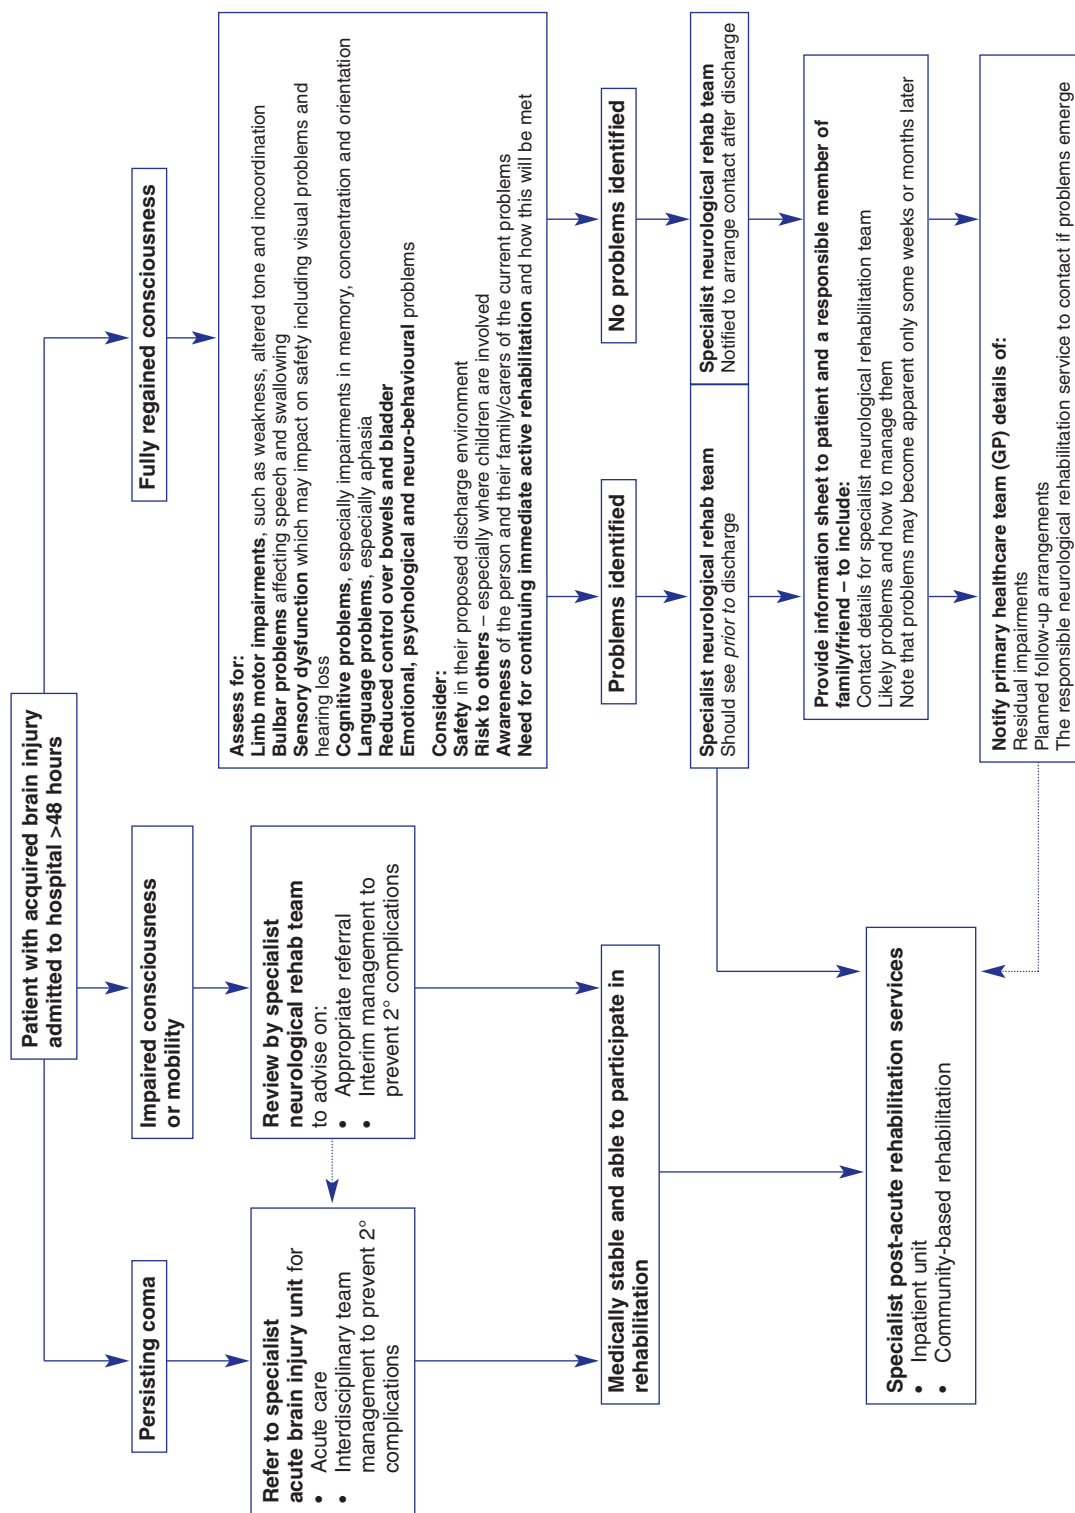 Patient with acquired brain injury
admitted to hospital >48 hours
Persisting coma
Impaired consciousness
or mobility
Fully regained consciousness
Refer to specialist
acute brain injury unit for
• Acute care
• Interdisciplinary team
management to prevent 2°
complications
Review by specialist
neurological rehab team
to advise on:
• Appropriate referral
• Interim management to
prevent 2° complications
Assess for:
Limb motor impairments, such as weakness, altered tone and incoordination
Bulbar problems affecting speech and swallowing
Sensory dysfunction which may impact on safety including visual problems and
hearing loss
Cognitive problems, especially impairments in memory, concentration and orientation
Language problems, especially aphasia
Reduced control over bowels and bladder
Emotional, psychological and neuro-behavioural problems
Consider:
Safety in their proposed discharge environment
Risk to others – especially where children are involved
Awareness of the person and their family/carers of the current problems
Need for continuing immediate active rehabilitation and how this will be met
Medically stable and able to participate in
rehabilitation
Problems identified
No problems identified
Specialist neurological rehab team
Should see prior to discharge
Specialist neurological rehab team
Notified to arrange contact after discharge
Provide information sheet to patient and a responsible member of
family/friend – to include:
Contact details for specialist neurological rehabilitation team
Likely problems and how to manage them
Note that problems may become apparent only some weeks or months later
Specialist post-acute rehabilitation services
• Inpatient unit
• Community-based rehabilitation
Notify primary healthcare team (GP) details of:
Residual impairments
Planned follow-up arrangements
The responsible neurological rehabilitation service to contact if problems emerge